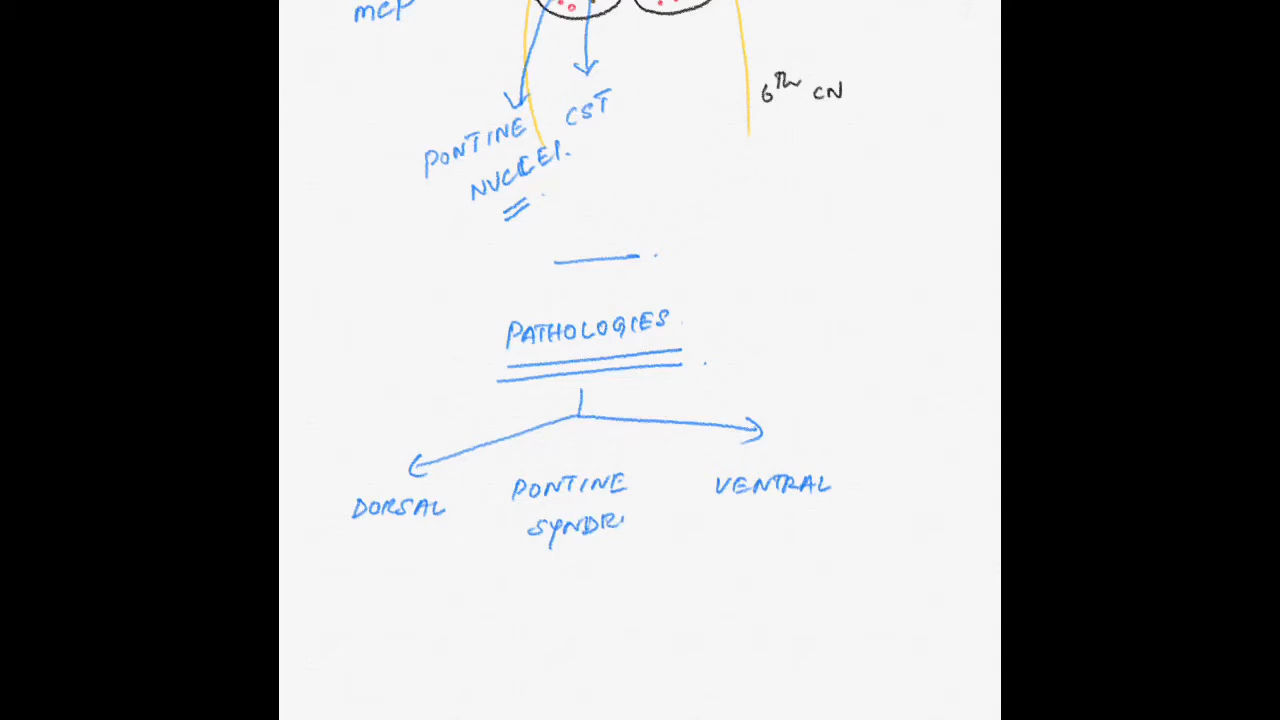 mCP
6th CN
CST
PONTINE
NUCLEI.
PATHOLOGIES
DORSAL PONTINE VENTRAL
SYNDR